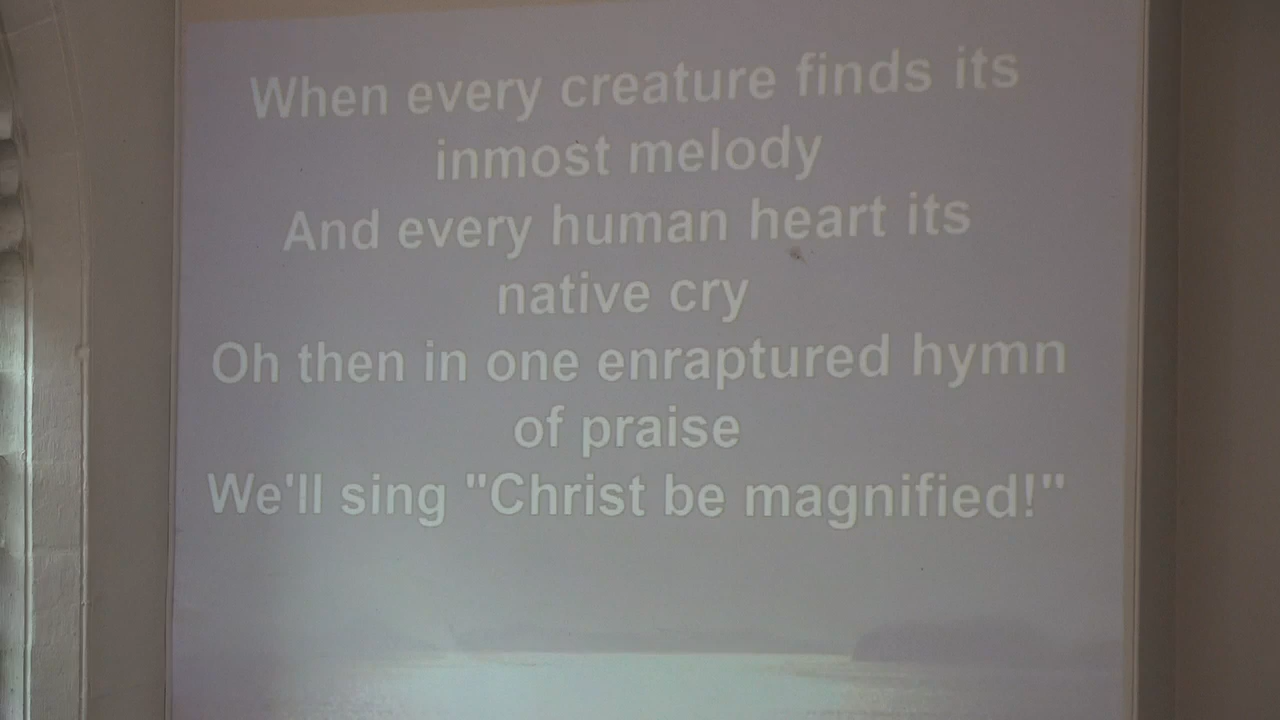 When every creature finds its
inmost melody
And every human heart its
native cry
Oh then in one enraptured hymn
of praise
We'll sing "Christ be magnified!"